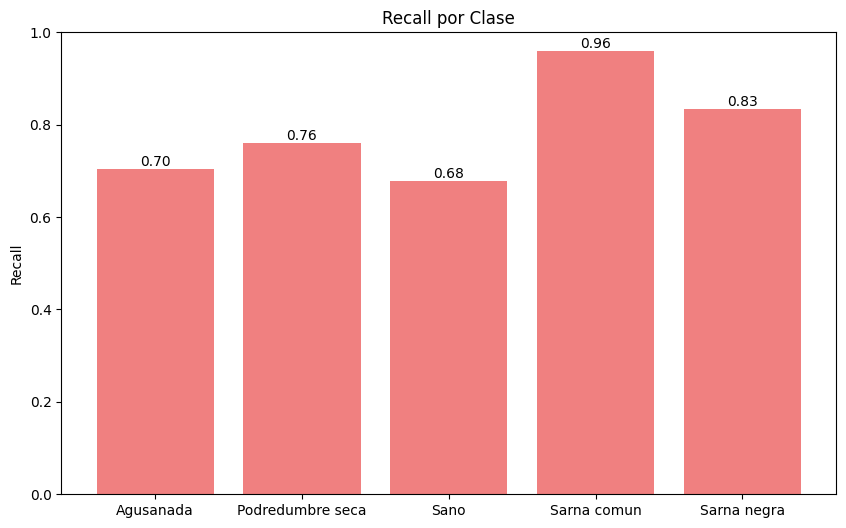 Recall por Clase
Recall
1.0
0.8
0.6
0.4
0.2
0.0
0.70
0.76
0.68
0.96
0.83
Agusanada
Podredumbre seca
Sano
Sarna comun
Sarna negra